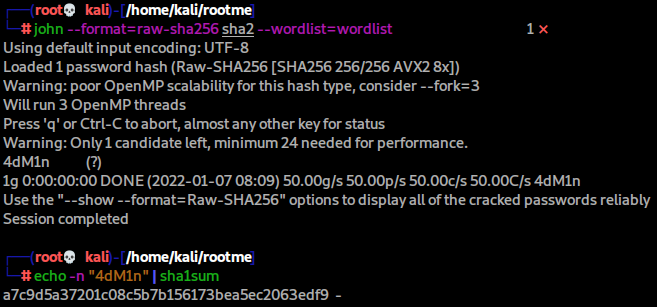 ┌──(root💀 kali)-[/home/kali/rootme]
└─# john --format=raw-sha256 sha2 --wordlist=wordlist 1 ⨯
Using default input encoding: UTF-8
Loaded 1 password hash (Raw-SHA256 [SHA256 256/256 AVX2 8x])
Warning: poor OpenMP scalability for this hash type, consider --fork=3
Will run 3 OpenMP threads
Press 'q' or Ctrl-C to abort, almost any other key for status
Warning: Only 1 candidate left, minimum 24 needed for performance.
4dM1n (?)
1g 0:00:00:00 DONE (2022-01-07 08:09) 50.00g/s 50.00p/s 50.00c/s 50.00C/s 4dM1n
Use the "--show --format=Raw-SHA256" options to display all of the cracked passwords reliably
Session completed
┌──(root💀 kali)-[/home/kali/rootme]
└─# echo -n "4dM1n" | sha1sum
a7c9d5a37201c08c5b7b156173bea5ec2063edf9 -